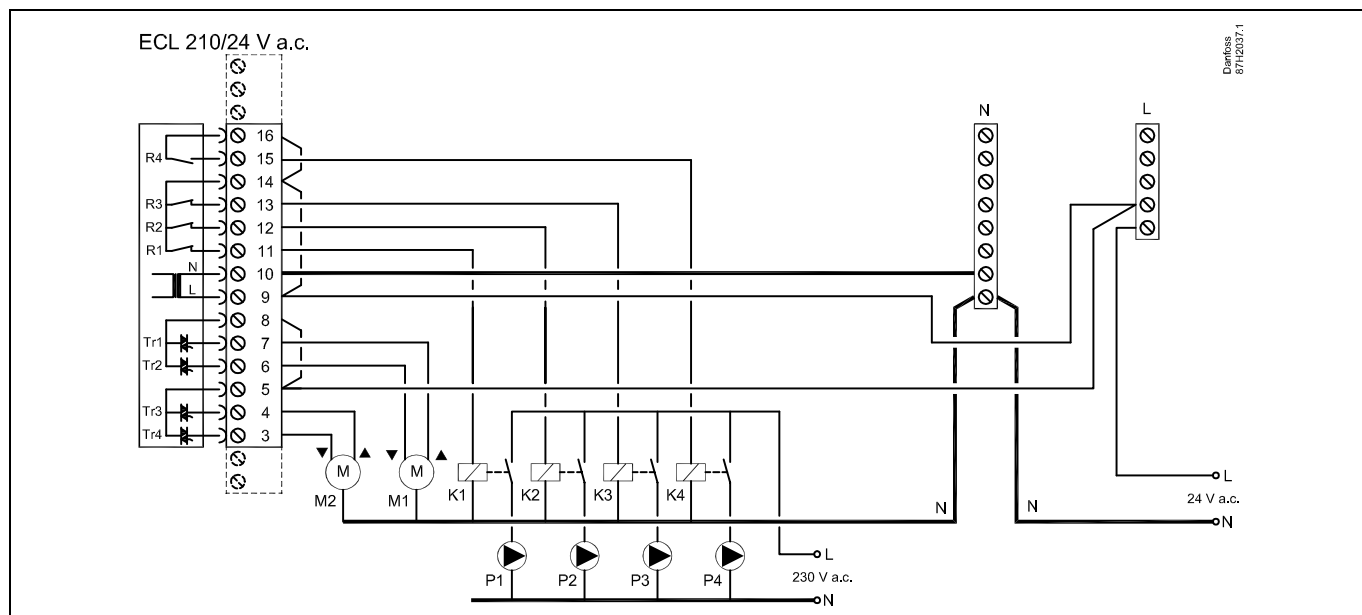 ECL 210/24 V a.c.
Danfoss
87H2037.1
N
L
16
R4
15
14
R3
13
R2
12
R1
11
N
10
L
9
8
Tr1
7
Tr2
6
5
Tr3
4
Tr4
3
M
M
M2
M1
K1
K2
K3
K4
N
N
L
24 V a.c.
N
P1
P2
P3
P4
L
230 V a.c.
N